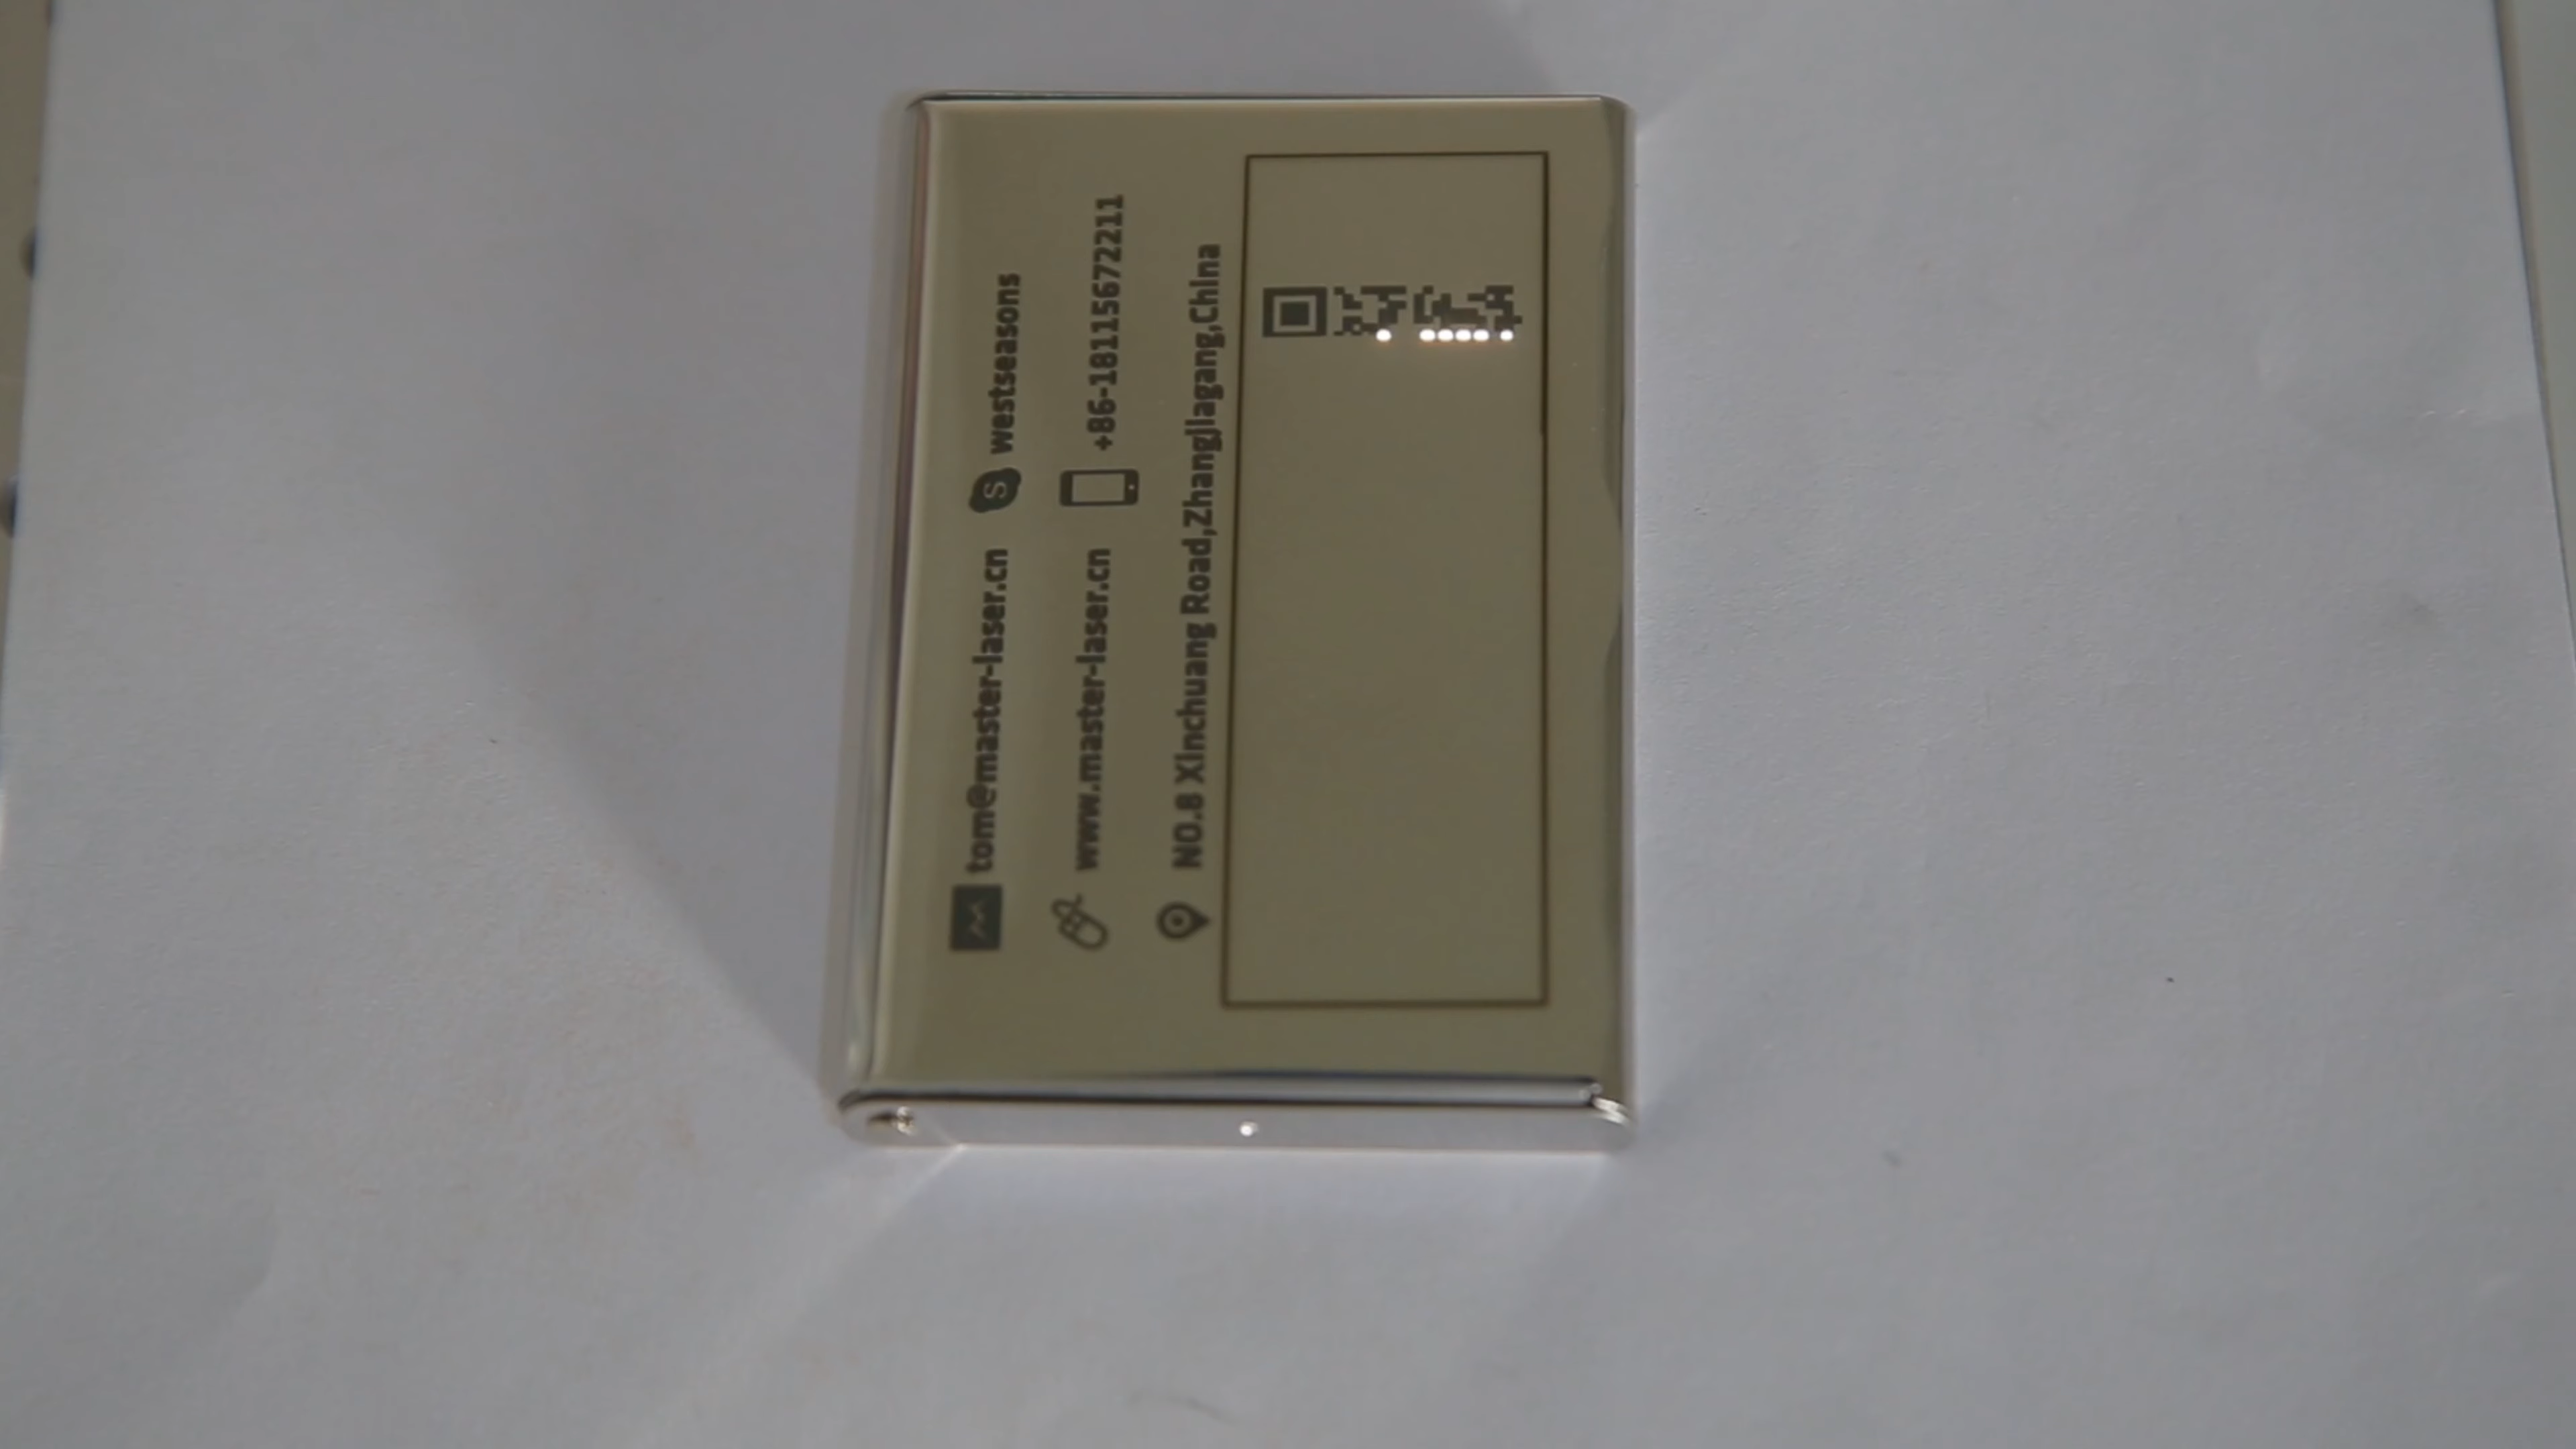 tom@master-laser.cn westseasons
www.master-laser.cn +86-18115672211
NO.8 Xinchuang Road,Zhangjiagang,China